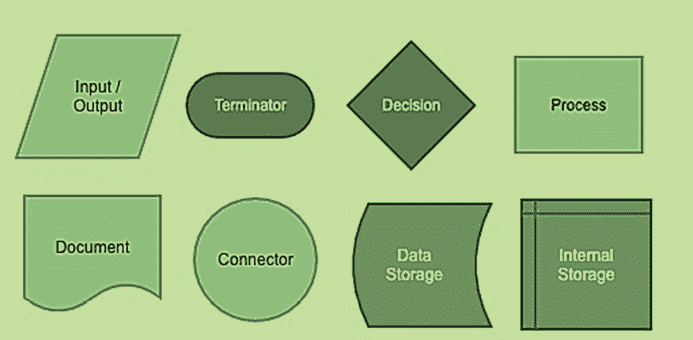 Input /
Output
Terminator
Decision
Process
Document
Connector
Data
Storage
Internal
Storage